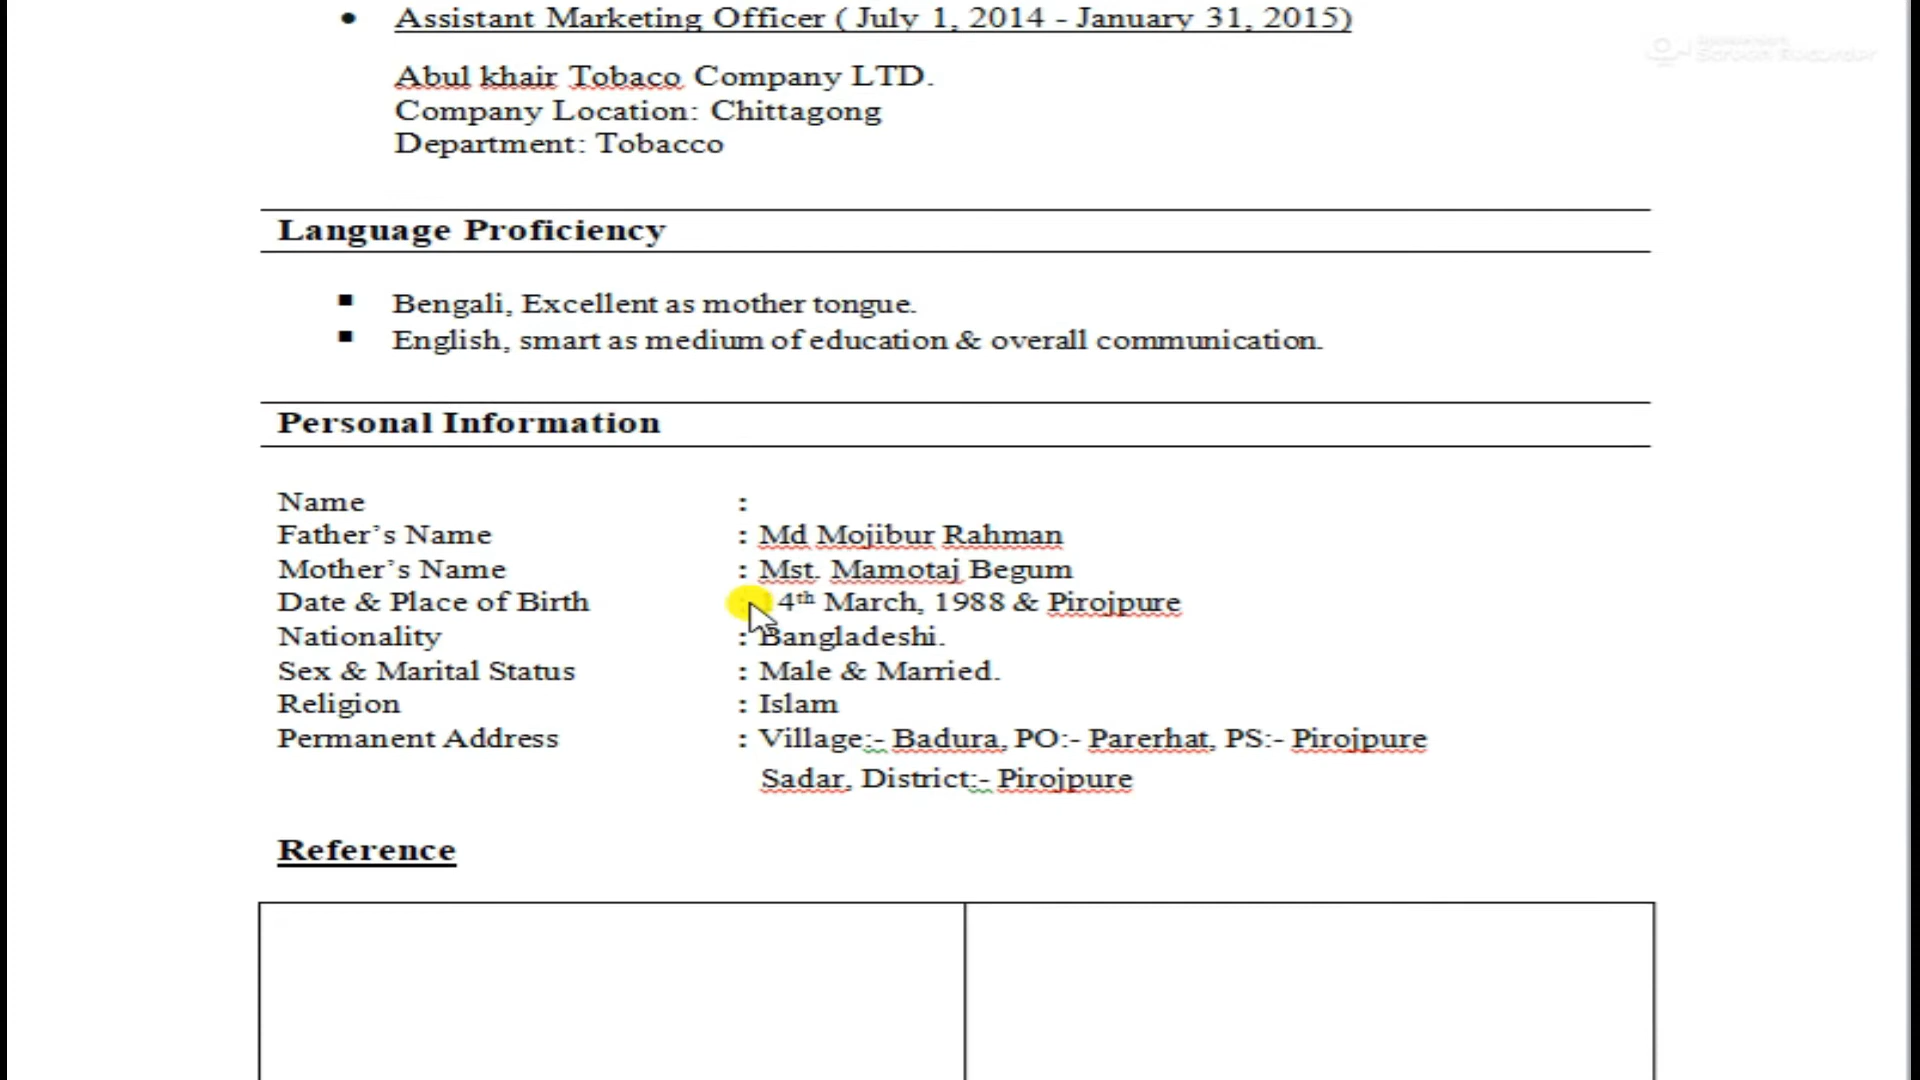 • Assistant Marketing Officer ( July 1, 2014 - January 31, 2015)
Abul khair Tobaco Company LTD.
Company Location: Chittagong
Department: Tobacco
Language Proficiency
▪ Bengali, Excellent as mother tongue.
▪ English, smart as medium of education & overall communication.
Personal Information
Name :
Father’s Name : Md Mojibur Rahman
Mother’s Name : Mst. Mamotaj Begum
Date & Place of Birth : 14th March, 1988 & Pirojpure
Nationality : Bangladeshi.
Sex & Marital Status : Male & Married.
Religion : Islam
Permanent Address : Village:- Badura, PO:- Parerhat, PS:- Pirojpure
Sadar, District:- Pirojpure
Reference
Screen Recorder